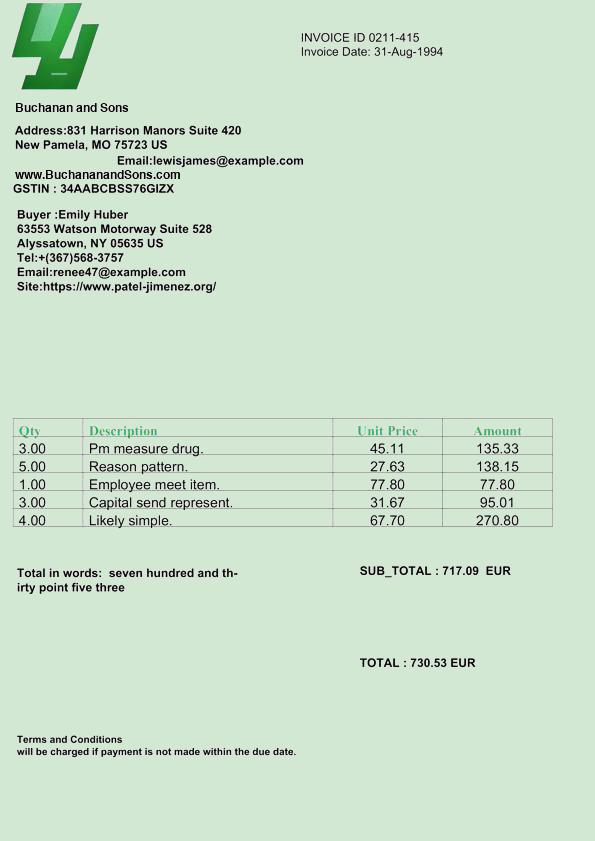 INVOICE ID 0211-415
Invoice Date: 31-Aug-1994
Buchanan and Sons
Address:831 Harrison Manors Suite 420
New Pamela, MO 75723 US
Email:lewisjames@example.com
www.BuchananandSons.com
GSTIN : 34AABCBSS76GIZX
Buyer :Emily Huber
63553 Watson Motorway Suite 528
Alyssatown, NY 05635 US
Tel:+(367)568-3757
Email:renee47@example.com
Site:https://www.patel-jimenez.org/
Qty Description Unit Price Amount
3.00 Pm measure drug. 45.11 135.33
5.00 Reason pattern. 27.63 138.15
1.00 Employee meet item. 77.80 77.80
3.00 Capital send represent. 31.67 95.01
4.00 Likely simple. 67.70 270.80
Total in words: seven hundred and th-
irty point five three
SUB_TOTAL : 717.09 EUR
TOTAL : 730.53 EUR
Terms and Conditions
will be charged if payment is not made within the due date.